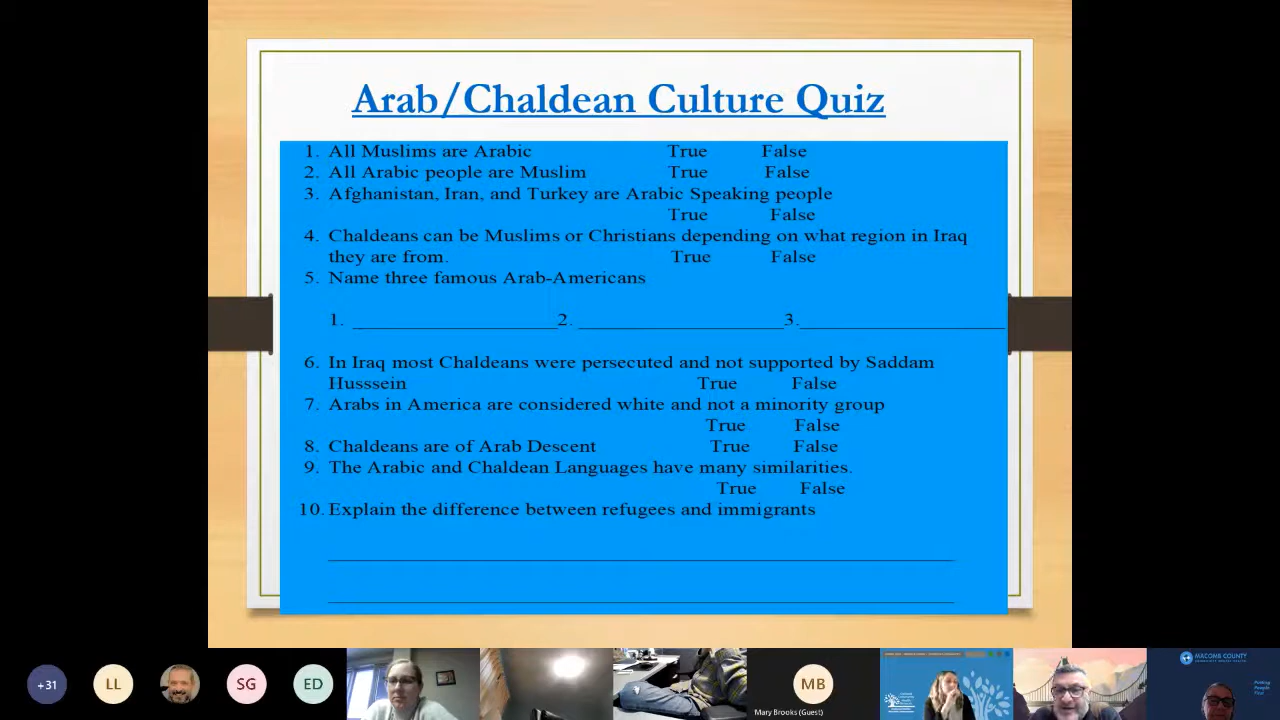 Arab/Chaldean Culture Quiz
1. All Muslims are Arabic True False
2. All Arabic people are Muslim True False
3. Afghanistan, Iran, and Turkey are Arabic Speaking people
True False
4. Chaldeans can be Muslims or Christians depending on what region in Iraq
they are from. True False
5. Name three famous Arab-Americans
1. ____________________2. ____________________3.____________________
6. In Iraq most Chaldeans were persecuted and not supported by Saddam
Husssein True False
7. Arabs in America are considered white and not a minority group
True False
8. Chaldeans are of Arab Descent True False
9. The Arabic and Chaldean Languages have many similarities.
True False
10. Explain the difference between refugees and immigrants
+31
LL
SG
ED
MB
Mary Brooks (Guest)
MACOMB COUNTY